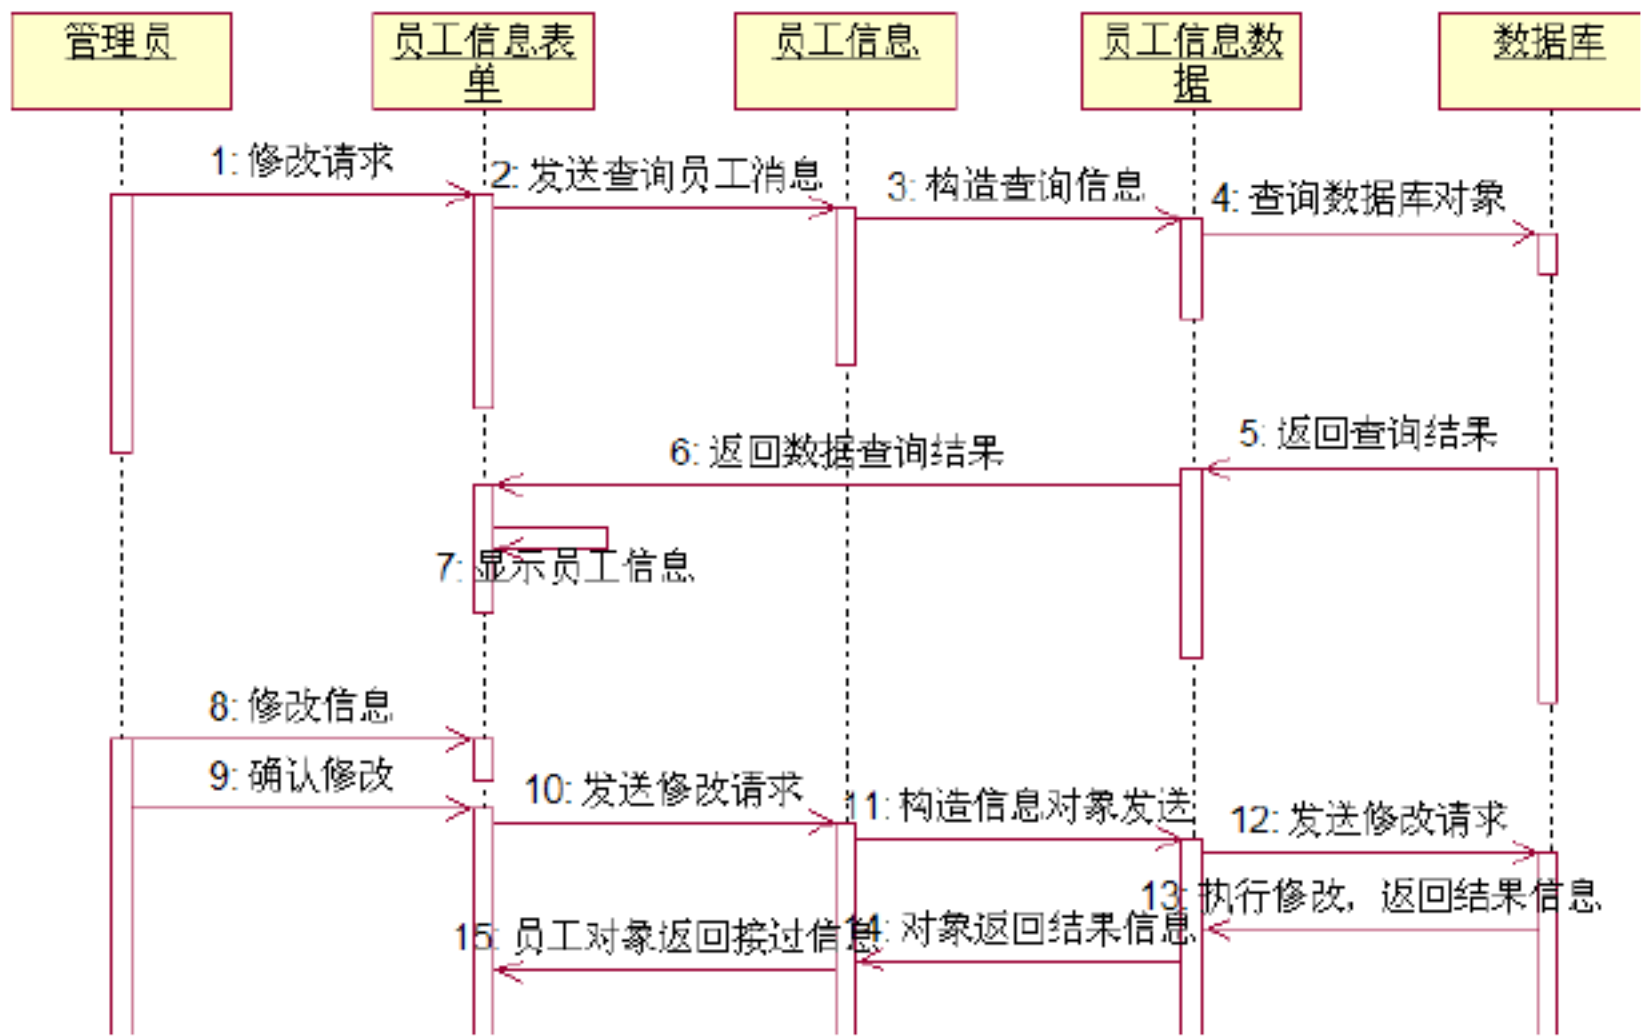 管理员
员工信息表
单
员工信息
员工信息数
据
数据库
1: 修改请求
2: 发送查询员工消息
3: 构造查询信息
4: 查询数据库对象
5: 返回查询结果
6: 返回数据查询结果
7: 显示员工信息
8: 修改信息
9: 确认修改
10: 发送修改请求
11: 构造信息对象发送
12: 发送修改请求
13: 执行修改, 返回结果信息
14: 对象返回结果信息
15: 员工对象返回接过信息